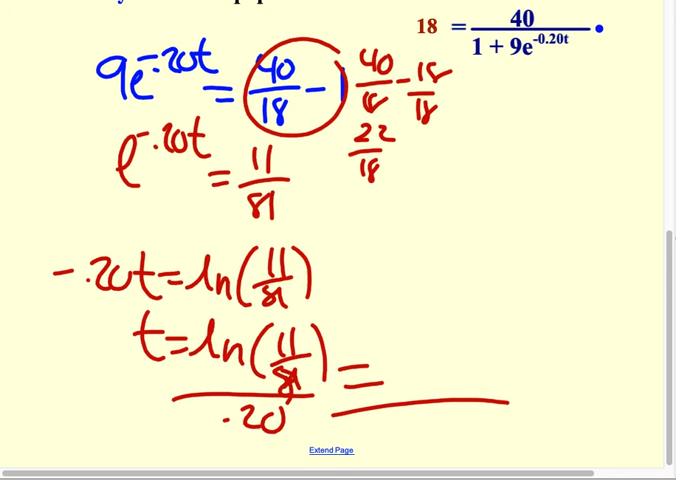 18 = 40 / (1 + 9e^-0.20t)
9e^-.20t = 40/18 - 1
40/18 - 18/18
22/18
e^-.20t = 11/81
-.20t = ln(11/81)
t = ln(11/81) / .20 =
Extend Page